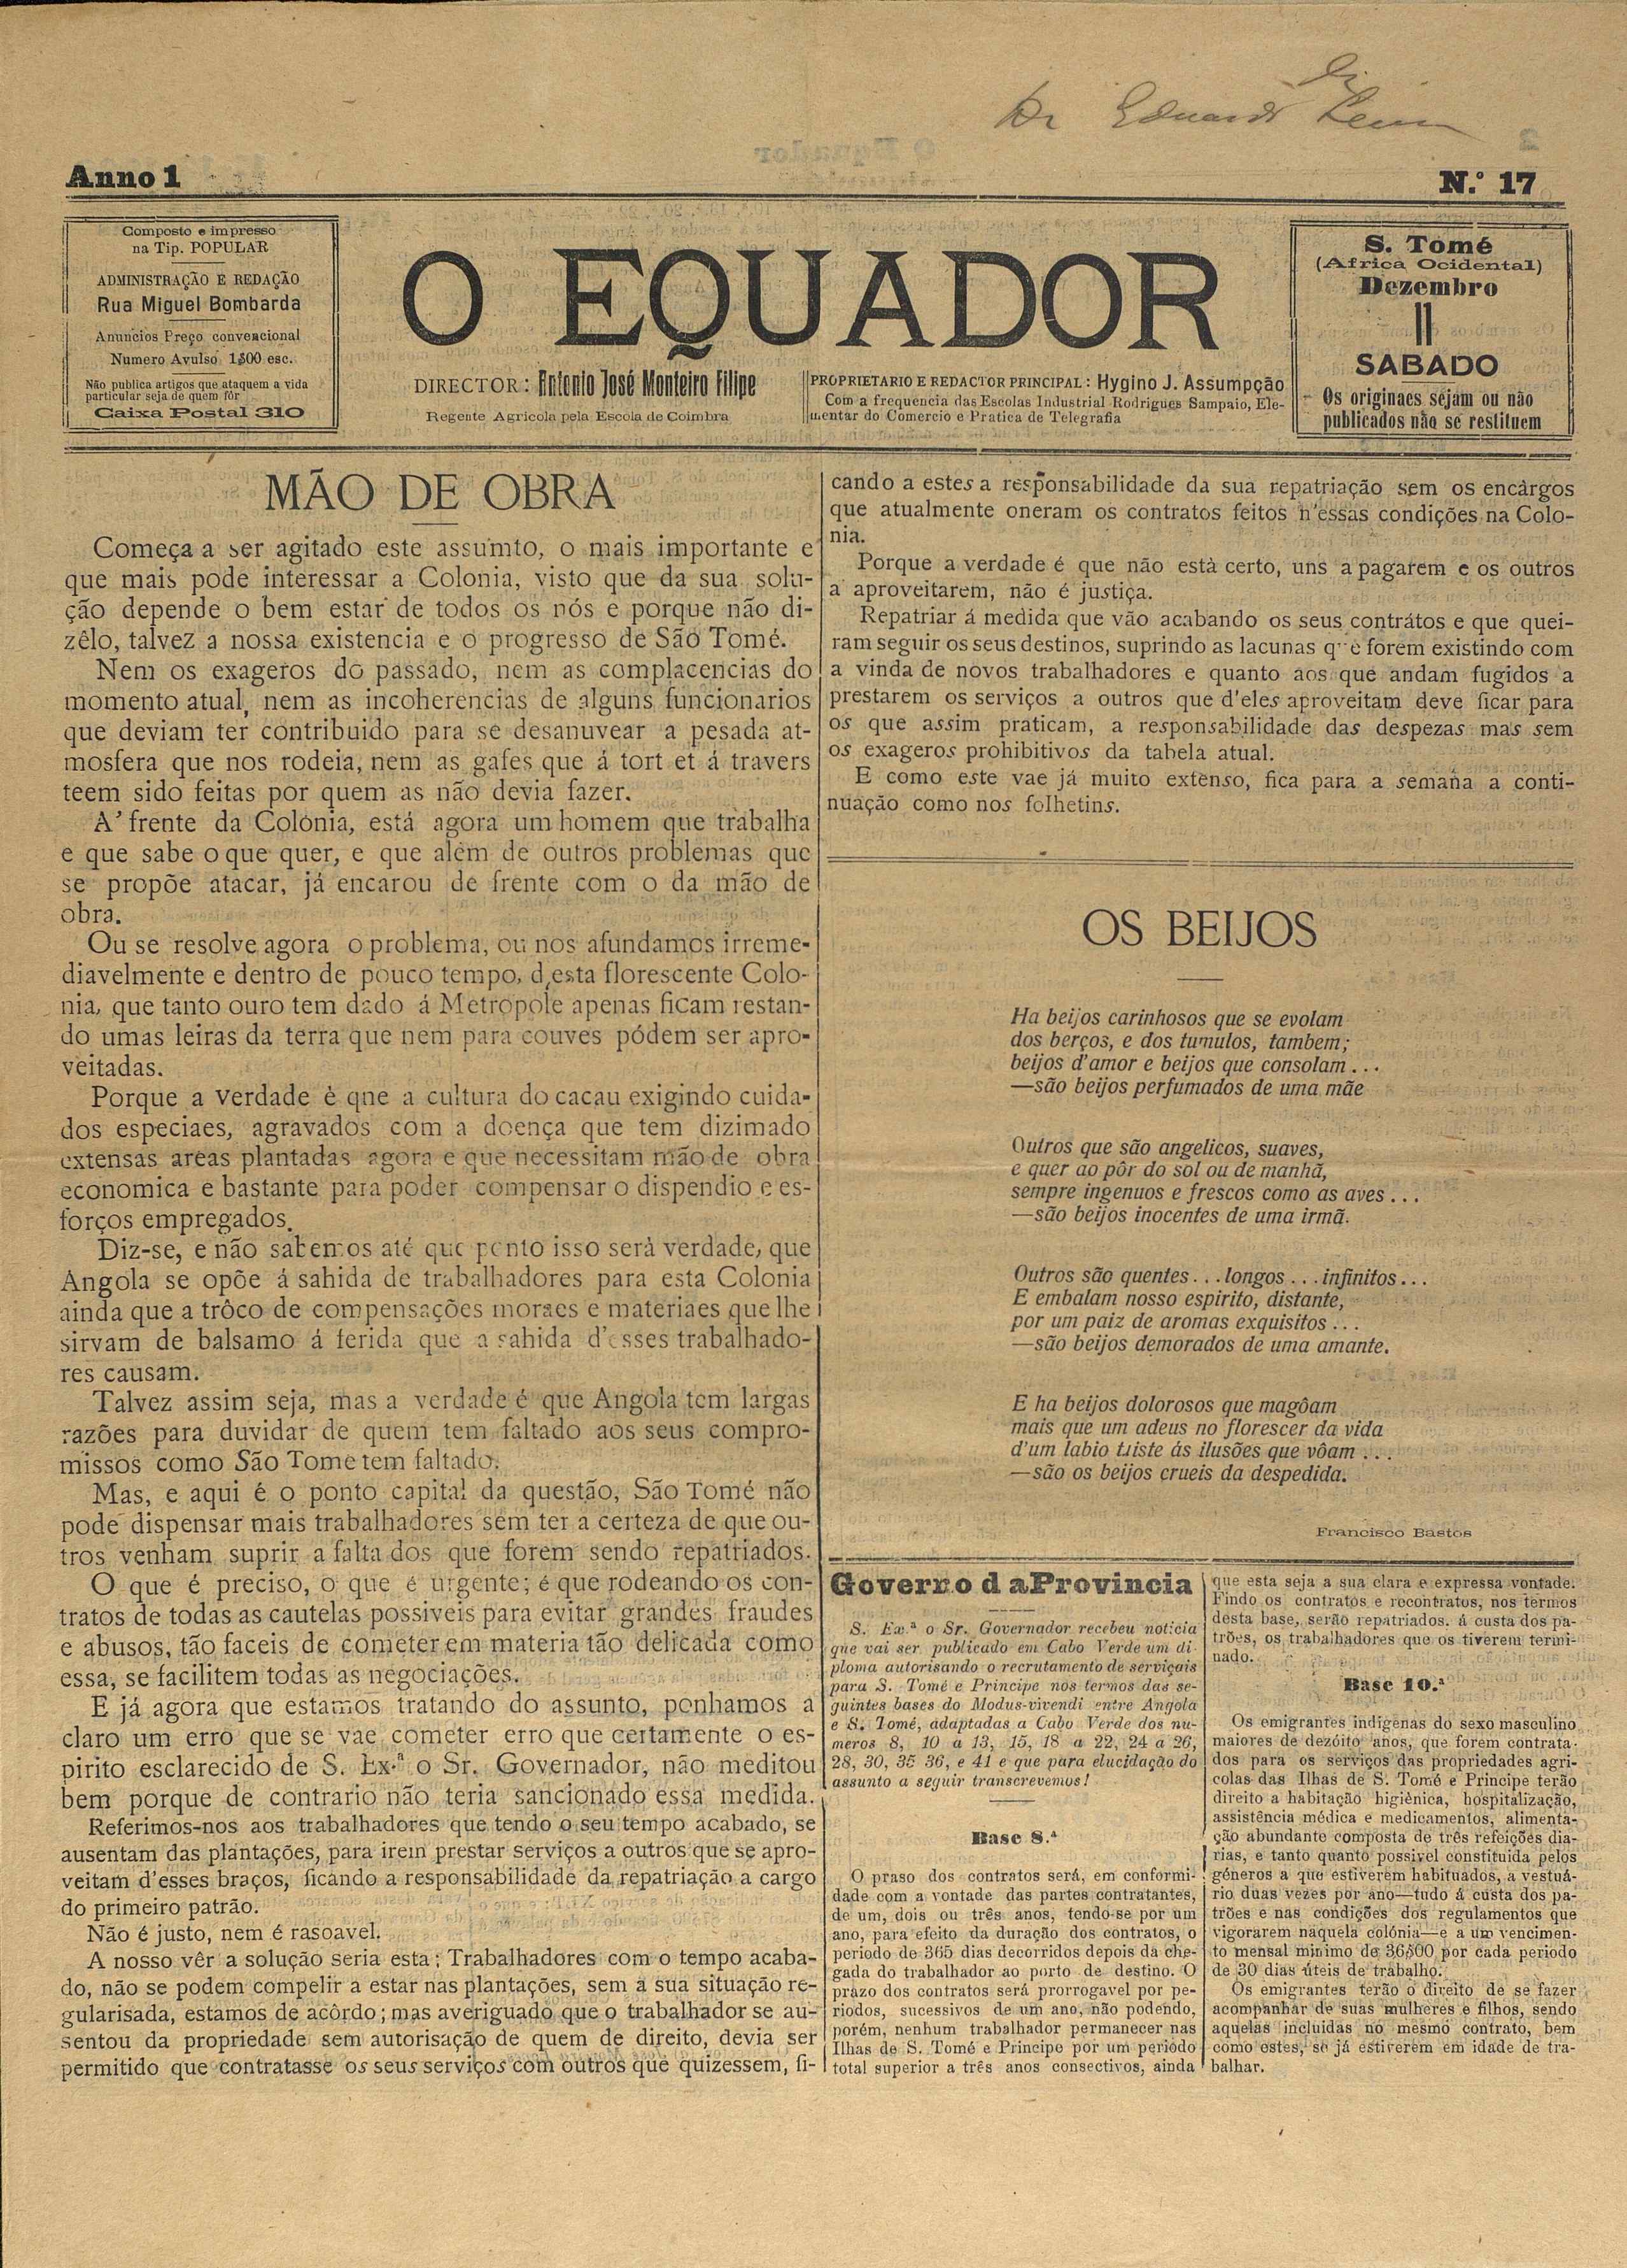 Dr Eduardo
Anno 1
N.º 17
Composto e impresso
na Tip. POPULAR
ADMINISTRAÇÃO E REDAÇÃO
Rua Miguel Bombarda
Anuncios Preço convencional
Numero Avulso 1$00 esc.
Não publica artigos que ataquem a vida
particular seja de quem fôr
Caixa Postal 310
O EQUADOR
DIRECTOR: Antonio José Monteiro Filipe
Regente Agricola pela Escola de Coimbra
PROPRIETARIO E REDACTOR PRINCIPAL: Hygino J. Assumpção
Com a frequencia das Escolas Industrial Rodrigues Sampaio, Ele-
mentar do Comercio e Pratica de Telegrafia
S. Tomé
(Africa Ocidental)
Dezembro
11
SABADO
Os originaes sejam ou não
publicados não se restituem
MÃO DE OBRA
Começa a ser agitado este assumto, o mais importante e
que mais pode interessar a Colonia, visto que da sua solu-
ção depende o bem estar de todos os nós e porque não di-
zêlo, talvez a nossa existencia e o progresso de São Tomé.
Nem os exageros do passado, nem as complacencias do
momento atual, nem as incoherencias de alguns funcionarios
que deviam ter contribuido para se desanuvear a pesada at-
mosfera que nos rodeia, nem as gafes que á tort et á travers
teem sido feitas por quem as não devia fazer.
A' frente da Colónia, está agora um homem que trabalha
e que sabe o que quer, e que além de outros problemas que
se propõe atacar, já encarou de frente com o da mão de
obra.
Ou se resolve agora o problema, ou nos afundamos irreme-
diavelmente e dentro de pouco tempo, d,esta florescente Colo-
nia, que tanto ouro tem dado á Metropole apenas ficam restan-
do umas leiras da terra que nem para couves pódem ser apro-
veitadas.
Porque a verdade é qne a cultura do cacau exigindo cuida-
dos especiaes, agravados com a doença que tem dizimado
extensas areas plantadas agora e que necessitam mão de obra
economica e bastante para poder compensar o dispendio e es-
forços empregados.
Diz-se, e não sabemos até que ponto isso será verdade, que
Angola se opõe á sahida de trabalhadores para esta Colonia
ainda que a trôco de compensações moraes e materiaes que lhe
sirvam de balsamo á ferida que a sahida d'esses trabalhado-
res causam.
Talvez assim seja, mas a verdade é que Angola tem largas
razões para duvidar de quem tem faltado aos seus compro-
missos como São Tome tem faltado.
Mas, e aqui é o ponto capital da questão, São Tomé não
pode dispensar mais trabalhadores sem ter a certeza de que ou-
tros venham suprir a falta dos que forem sendo repatriados.
O que é preciso, o que é urgente; é que rodeando os con-
tratos de todas as cautelas possiveis para evitar grandes fraudes
e abusos, tão faceis de cometer em materia tão delicada como
essa, se facilitem todas as negociações.
E já agora que estamos tratando do assunto, ponhamos a
claro um erro que se vae cometer erro que certamente o es-
pirito esclarecido de S. Ex.ª o Sr. Governador, não meditou
bem porque de contrario não teria sancionado essa medida.
Referimos-nos aos trabalhadores que tendo o seu tempo acabado, se
ausentam das plantações, para irem prestar serviços a outros que se apro-
veitam d'esses braços, ficando a responsabilidade da repatriação a cargo
do primeiro patrão.
Não é justo, nem é rasoavel.
A nosso vêr a solução seria esta; Trabalhadores com o tempo acaba-
do, não se podem compelir a estar nas plantações, sem a sua situação re-
gularisada, estamos de acôrdo; mas averiguado que o trabalhador se au-
sentou da propriedade sem autorisação de quem de direito, devia ser
permitido que contratasse os seus serviços com outros que quizessem, fi-
cando a estes a responsabilidade da sua repatriação sem os encàrgos
que atualmente oneram os contratos feitos n'essas condições na Colo-
nia.
Porque a verdade é que não està certo, uns a pagarem e os outros
a aproveitarem, não é justiça.
Repatriar á medida que vão acabando os seus contrátos e que quei-
ram seguir os seus destinos, suprindo as lacunas que forem existindo com
a vinda de novos trabalhadores e quanto aos que andam fugidos a
prestarem os serviços a outros que d'eles aproveitam deve ficar para
os que assim praticam, a responsabilidade das despezas mas sem
os exageros prohibitivos da tabela atual.
E como este vae já muito extenso, fica para a semana a conti-
nuação como nos folhetins.
OS BEIJOS
Ha beijos carinhosos que se evolam
dos berços, e dos tumulos, tambem;
beijos d'amor e beijos que consolam...
—são beijos perfumados de uma mãe
Outros que são angelicos, suaves,
e quer ao pôr do sol ou de manhã,
sempre ingenuos e frescos como as aves...
—são beijos inocentes de uma irmã.
Outros são quentes...longos...infinitos...
E embalam nosso espirito, distante,
por um paiz de aromas exquisitos...
—são beijos demorados de uma amante.
E ha beijos dolorosos que magôam
mais que um adeus no florescer da vida
d'um labio triste ás ilusões que vôam...
—são os beijos crueis da despedida.
Francisco Bastos
Governo d aProvincia
S. Ex.ª o Sr. Governador recebeu noticia
que vai ser publicado em Cabo Verde um di-
ploma autorisando o recrutamento de serviçais
para S. Tomé e Principe nos termos das se-
guintes bases do Modus-vivendi entre Angola
e S. Tomé, adaptadas a Cabo Verde dos nu-
meros 8, 10 a 13, 15, 18 a 22, 24 a 26,
28, 30, 35 36, e 41 e que para elucidação do
assunto a seguir transcrevemos!
Base 8.ª
O praso dos contratos será, em conformi-
dade com a vontade das partes contratantes,
de um, dois ou três anos, tendo-se por um
ano, para efeito da duração dos contratos, o
periodo de 365 dias decorridos depois da che-
gada do trabalhador ao porto de destino. O
prazo dos contratos será prorrogavel por pe-
riodos, sucessivos de um ano, não podendo,
porém, nenhum trabalhador permanecer nas
Ilhas de S. Tomé e Principe por um periódo
total superior a três anos consectivos, ainda
que esta seja a sua clara e expressa vontade.
Findo os contratos e recontratos, nos termos
desta base, serão repatriados. á custa dos pa-
trões, os trabalhadores que os tiverem termi-
nado.
Base 10.ª
Os emigrantes indigenas do sexo masculino
maiores de dezóito anos, que forem contrata-
dos para os serviços das propriedades agri-
colas das Ilhas de S. Tomé e Principe terão
direito a habitação higiènica, hospitalização,
assistência médica e medicamentos, alimenta-
ção abundante composta de três refeições dia-
rias, e tanto quanto possivel constituida pelos
géneros a que estiverem habituados, a vestuá-
rio duas vezes por ano—tudo á custa dos pa-
trões e nas condições dos regulamentos que
vigorarem naquela colónia—e a um vencimen-
to mensal minimo de 36$00 por cada periodo
de 30 dias úteis de trabalho.
Os emigrantes terão o direito de se fazer
acompanhar de suas mulheres e filhos, sendo
aquelas incluidas no mesmo contrato, bem
como estes, se já estiverem em idade de tra-
balhar.